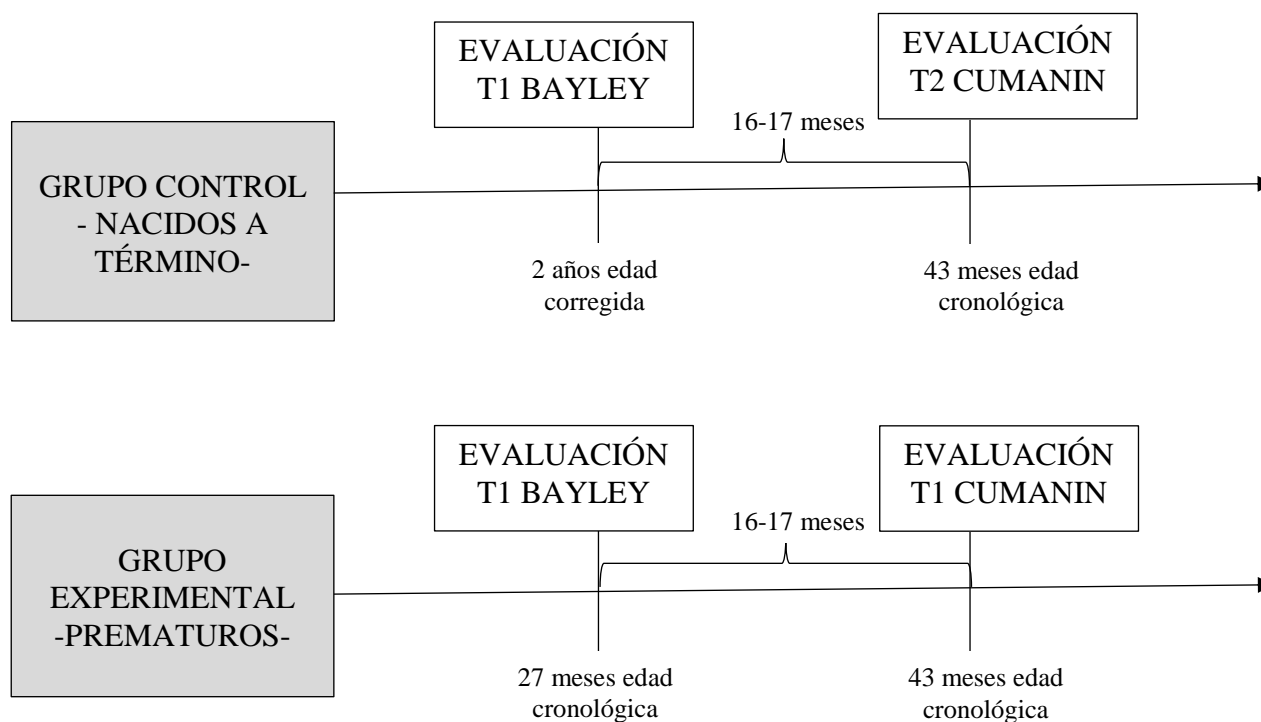 EVALUACIÓN
T1 BAYLEY
EVALUACIÓN
T2 CUMANIN
16-17 meses
GRUPO CONTROL
- NACIDOS A
TÉRMINO-
2 años edad
corregida
43 meses edad
cronológica
EVALUACIÓN
T1 BAYLEY
EVALUACIÓN
T1 CUMANIN
16-17 meses
GRUPO
EXPERIMENTAL
-PREMATUROS-
27 meses edad
cronológica
43 meses edad
cronológica